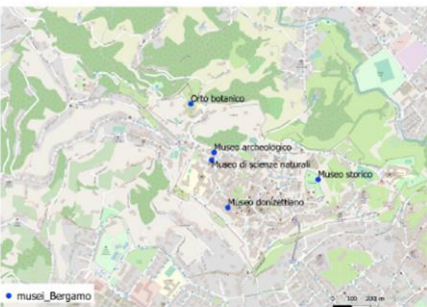 Orto botanico
Museo archeologico
Museo di scienze naturali
Museo storico
Museo donizettiano
musei_Bergamo
0 100 200 m